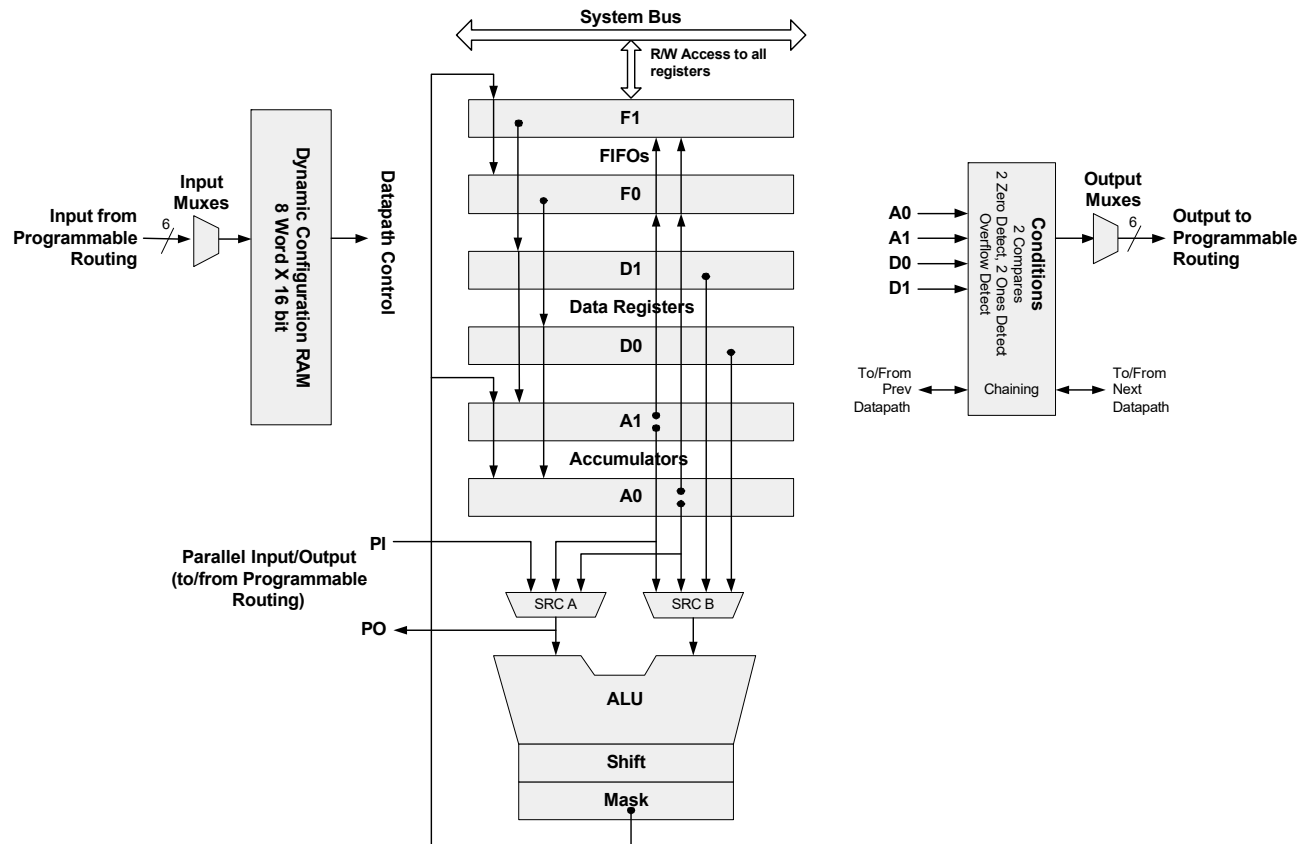 System Bus
R/W Access to all
registers
F1
FIFOs
F0
D1
Data Registers
D0
A1
Accumulators
A0
Input from
Programmable
Routing
6
Input
Muxes
Dynamic Configuration RAM
8 Word X 16 bit
Datapath Control
A0
A1
D0
D1
Conditions
2 Compares
2 Zero Detect, 2 Ones Detect
Overflow Detect
Chaining
To/From
Prev
Datapath
To/From
Next
Datapath
Output
Muxes
6
Output to
Programmable
Routing
PI
Parallel Input/Output
(to/from Programmable
Routing)
PO
SRC A
SRC B
ALU
Shift
Mask